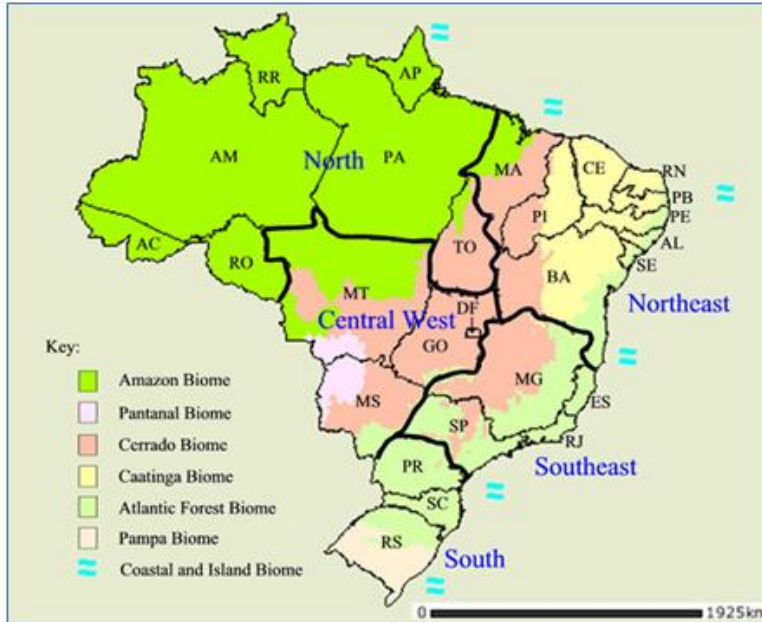 RR
AP
AM
North
PA
MA
CE
RN
PB
PE
AL
SE
PI
AC
RO
TO
BA
MT
Northeast
DF
Central West
GO
Key:
Amazon Biome
Pantanal Biome
Cerrado Biome
Caatinga Biome
Atlantic Forest Biome
Pampa Biome
Coastal and Island Biome
MG
MS
ES
SP
RJ
Southeast
PR
SC
RS
South
0 1925km